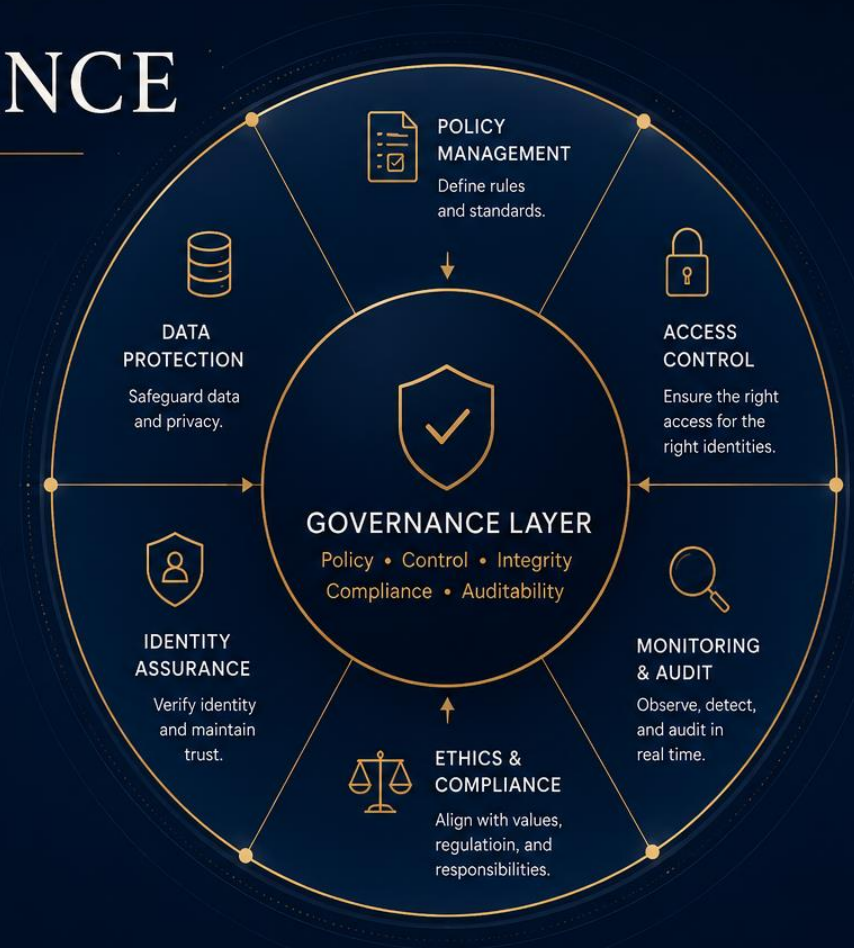 NCE
POLICY
MANAGEMENT
Define rules
and standards.
DATA
PROTECTION
Safeguard data
and privacy.
ACCESS
CONTROL
Ensure the right
access for the
right identities.
GOVERNANCE LAYER
Policy • Control • Integrity
Compliance • Auditability
IDENTITY
ASSURANCE
Verify identity
and maintain
trust.
MONITORING
& AUDIT
Observe, detect,
and audit in
real time.
ETHICS &
COMPLIANCE
Align with values,
regulatioin, and
responsibilities.